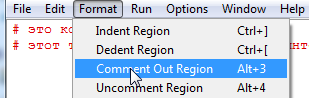 File Edit Format Run Options Window Help
# это ко
Indent Region Ctrl+]
# этот т
Dedent Region Ctrl+[
Comment Out Region Alt+3
Uncomment Region Alt+4